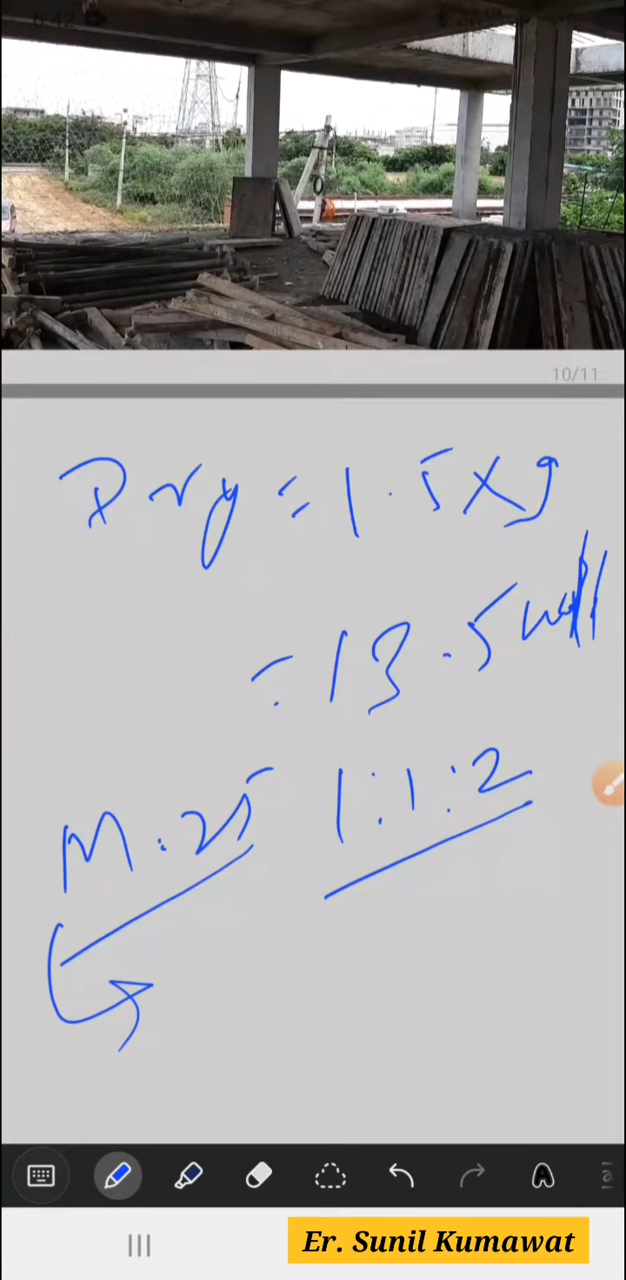 10/11
Dry = 1.5 x 9
= 13.5
M. 25 1:1:2
Er. Sunil Kumawat